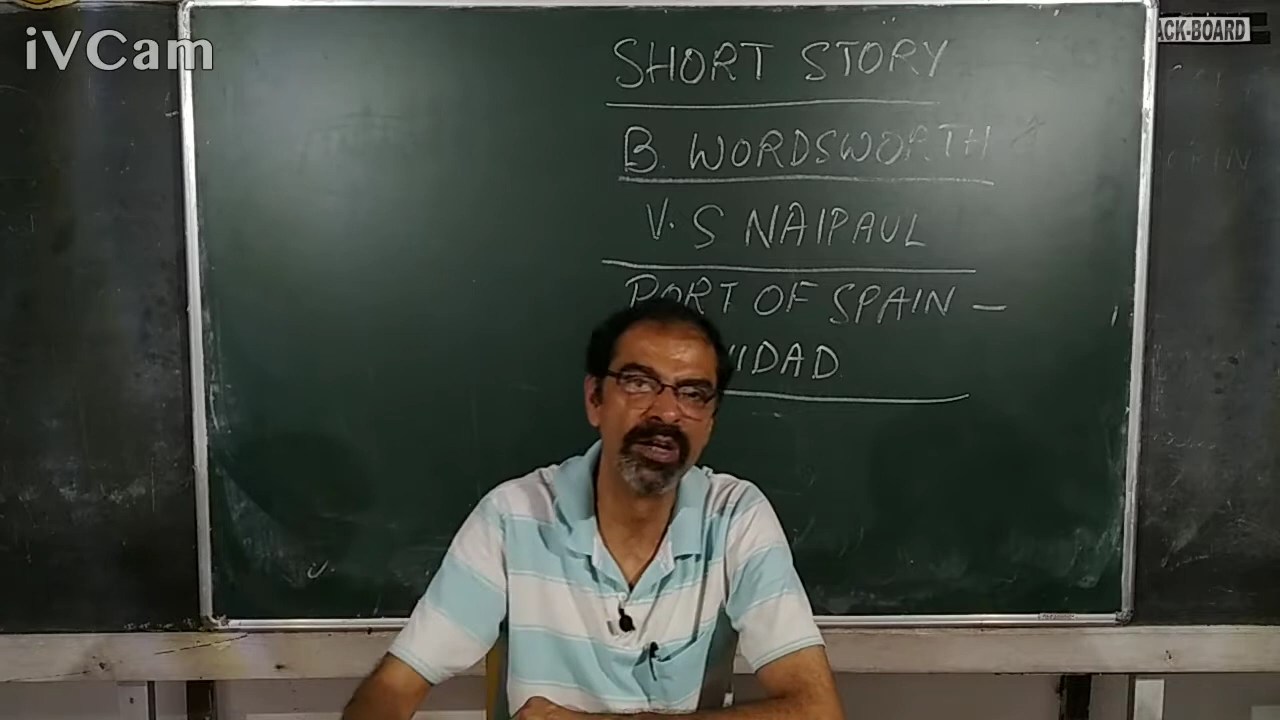 iVCam
ACK-BOARD
SHORT STORY
B. WORDSWORTH
V. S NAIPAUL
PORT OF SPAIN –
IDAD